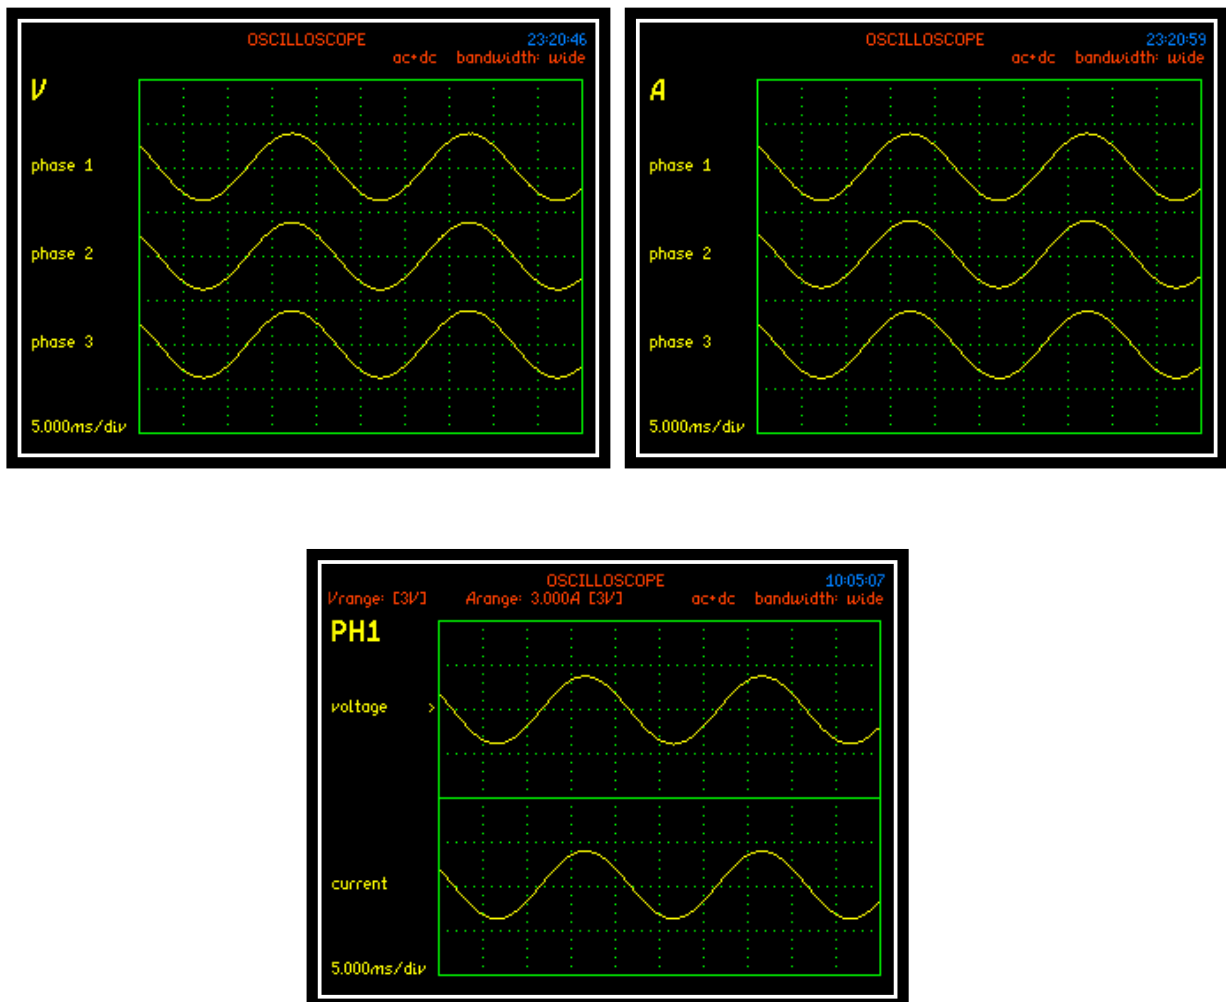 OSCILLOSCOPE 23:20:46
ac+dc bandwidth: wide
V
phase 1
phase 2
phase 3
5.000ms/div
OSCILLOSCOPE 23:20:59
ac+dc bandwidth: wide
A
phase 1
phase 2
phase 3
5.000ms/div
OSCILLOSCOPE 10:05:07
Vrange: [3V] Arange: 3.000A [3V] ac+dc bandwidth: wide
PH1
voltage >
current
5.000ms/div